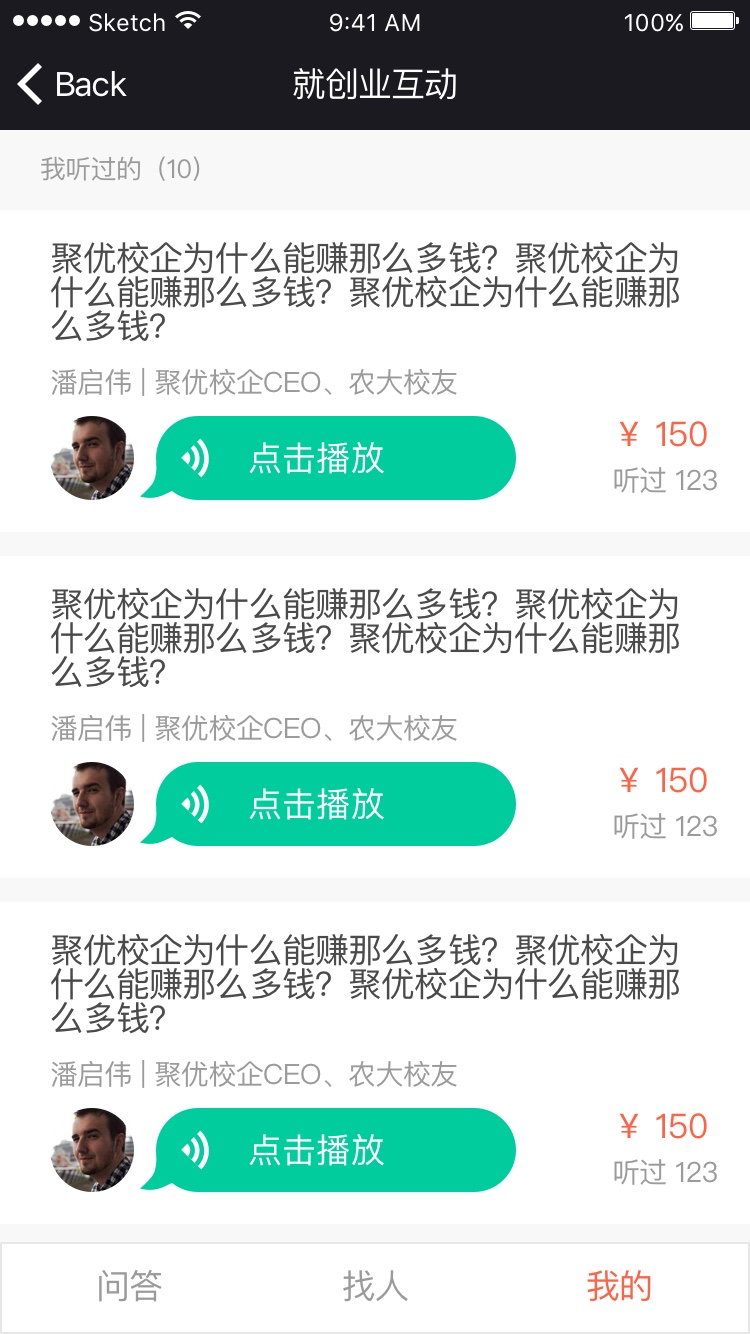 Sketch 9:41 AM 100%
Back 就创业互动
我听过的（10）
聚优校企为什么能赚那么多钱？聚优校企为
什么能赚那么多钱？聚优校企为什么能赚那
么多钱？
潘启伟 | 聚优校企CEO、农大校友
点击播放
¥ 150
听过 123
聚优校企为什么能赚那么多钱？聚优校企为
什么能赚那么多钱？聚优校企为什么能赚那
么多钱？
潘启伟 | 聚优校企CEO、农大校友
点击播放
¥ 150
听过 123
聚优校企为什么能赚那么多钱？聚优校企为
什么能赚那么多钱？聚优校企为什么能赚那
么多钱？
潘启伟 | 聚优校企CEO、农大校友
点击播放
¥ 150
听过 123
问答 找人 我的